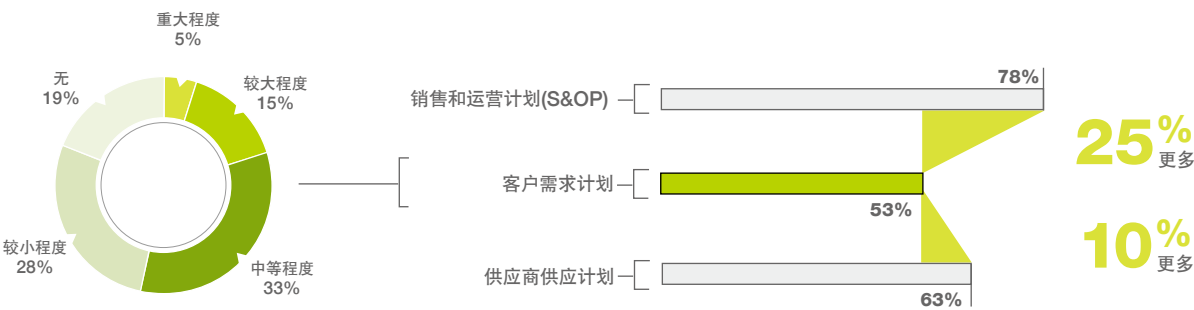 重大程度
5%
较大程度
15%
无
19%
较小程度
28%
中等程度
33%
销售和运营计划(S&OP)
78%
客户需求计划
53%
供应商供应计划
63%
25%
更多
10%
更多